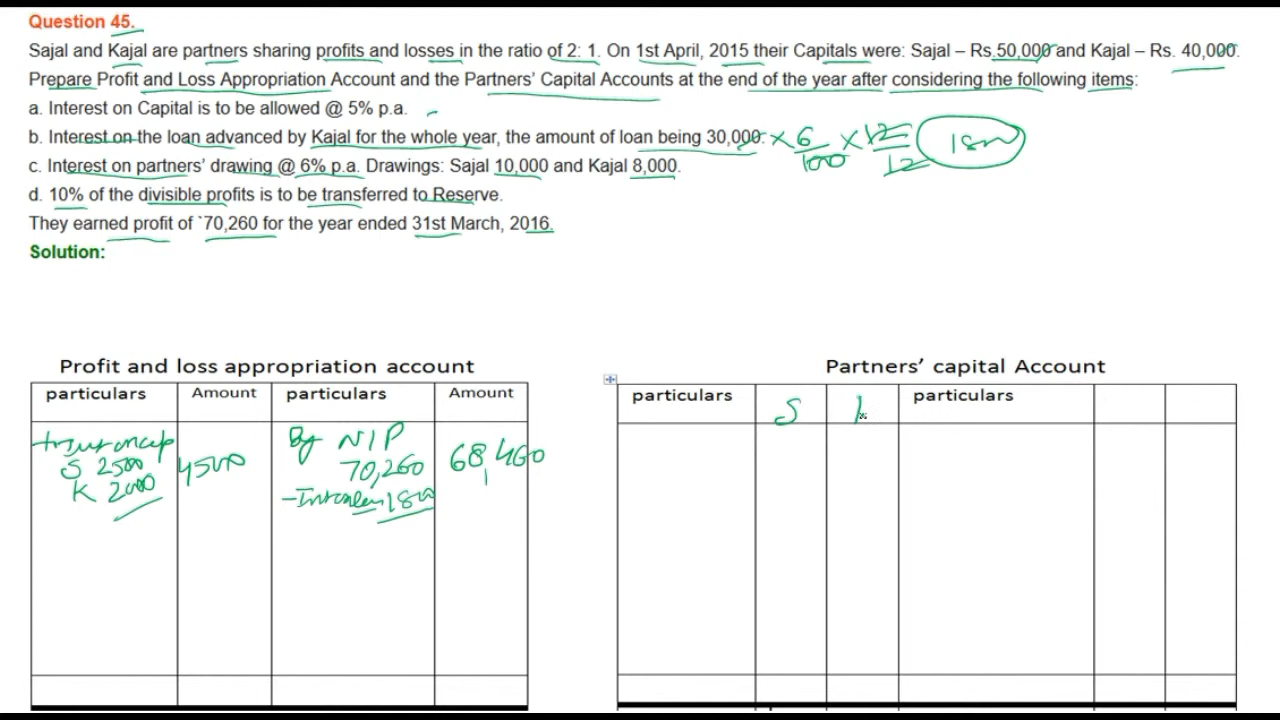 Question 45.
Sajal and Kajal are partners sharing profits and losses in the ratio of 2: 1. On 1st April, 2015 their Capitals were: Sajal – Rs.50,000 and Kajal – Rs. 40,000.
Prepare Profit and Loss Appropriation Account and the Partners' Capital Accounts at the end of the year after considering the following items:
a. Interest on Capital is to be allowed @ 5% p.a.
b. Interest on the loan advanced by Kajal for the whole year, the amount of loan being 30,000. × 6/100 × 12/12 1800
c. Interest on partners' drawing @ 6% p.a. Drawings: Sajal 10,000 and Kajal 8,000.
d. 10% of the divisible profits is to be transferred to Reserve.
They earned profit of `70,260 for the year ended 31st March, 2016.
Solution:
Profit and loss appropriation account
particulars Amount particulars Amount
S 2500 4500 By N/P 68,460
K 2000 70,260
1800
Partners' capital Account
particulars S particulars